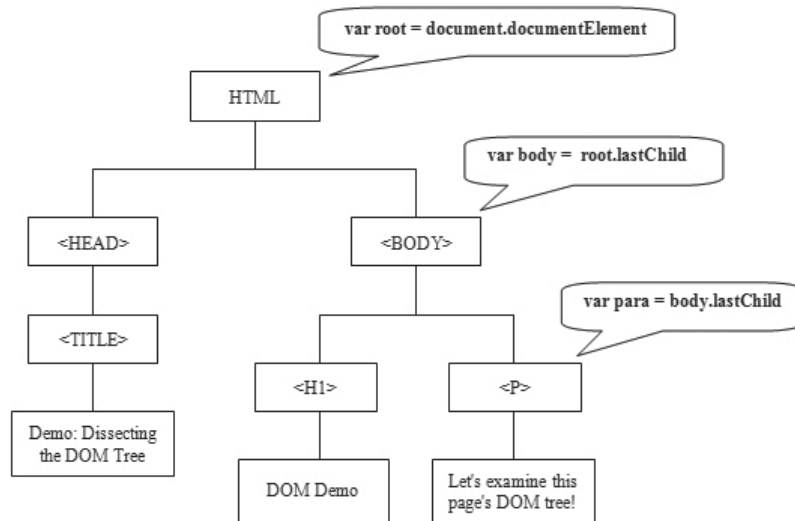 var root = document.documentElement
HTML
var body = root.lastChild
<HEAD>
<BODY>
var para = body.lastChild
<TITLE>
<H1>
<P>
Demo: Dissecting
the DOM Tree
DOM Demo
Let's examine this
page's DOM tree!